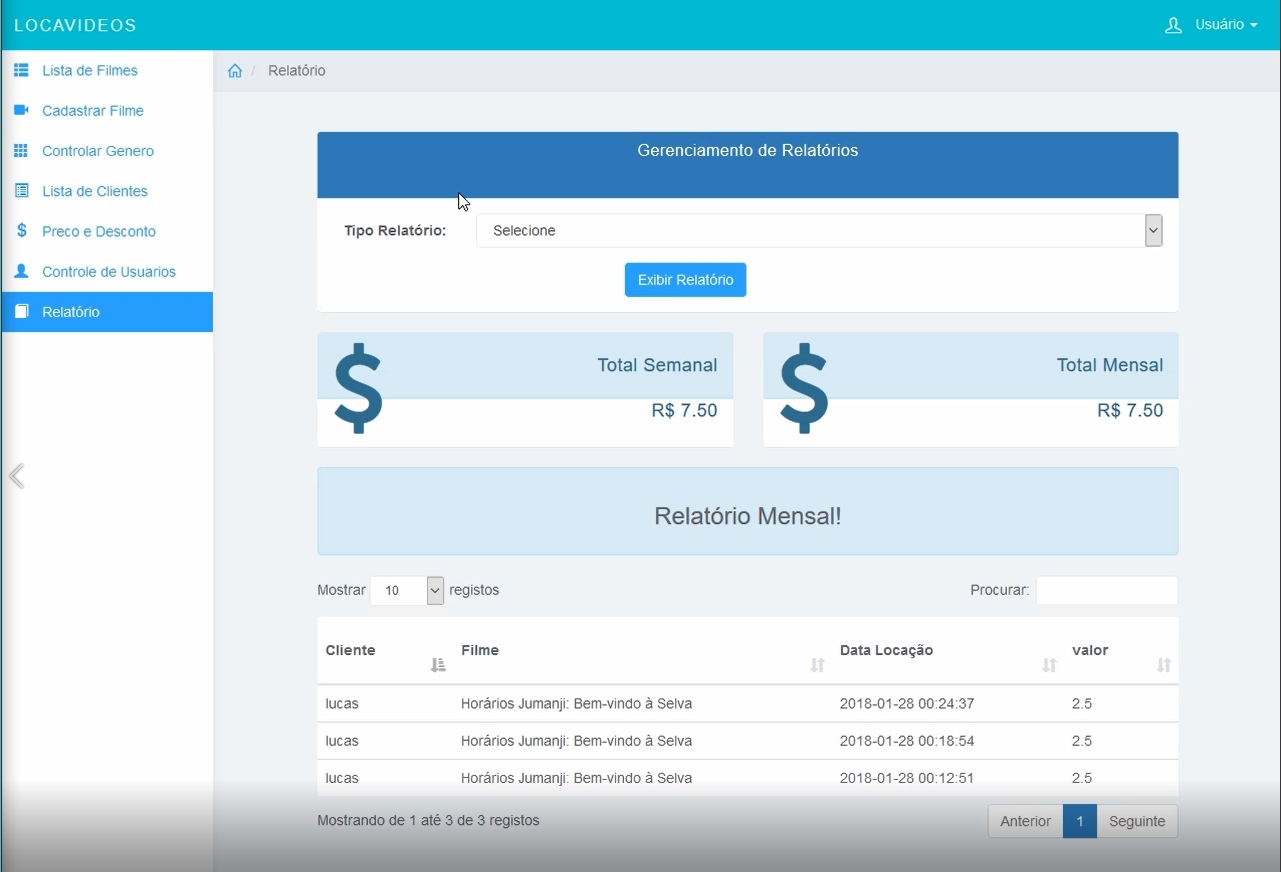 LOCAVIDEOS
Usuário
Lista de Filmes
Cadastrar Filme
Controlar Genero
Lista de Clientes
Preco e Desconto
Controle de Usuarios
Relatório
/ Relatório
Gerenciamento de Relatórios
Tipo Relatório: Selecione
Exibir Relatório
$ Total Semanal
R$ 7.50
$ Total Mensal
R$ 7.50
Relatório Mensal!
Mostrar 10 registos Procurar:
Cliente Filme Data Locação valor
lucas Horários Jumanji: Bem-vindo à Selva 2018-01-28 00:24:37 2.5
lucas Horários Jumanji: Bem-vindo à Selva 2018-01-28 00:18:54 2.5
lucas Horários Jumanji: Bem-vindo à Selva 2018-01-28 00:12:51 2.5
Mostrando de 1 até 3 de 3 registos Anterior 1 Seguinte